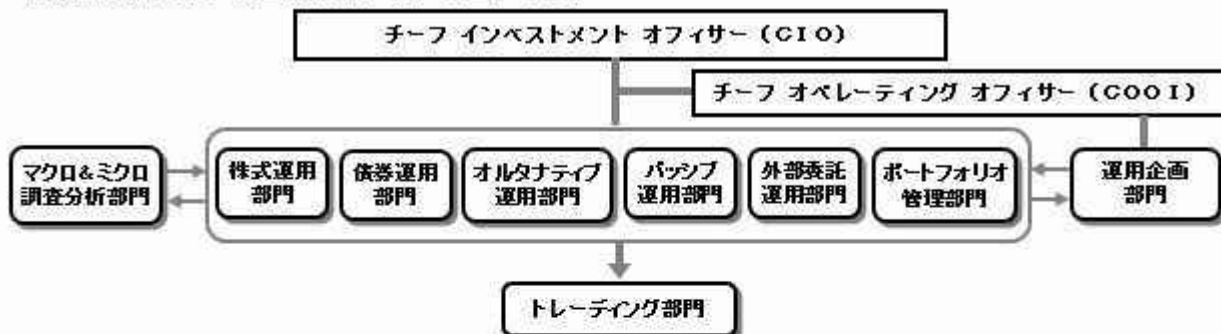 チーフ インベストメント オフィサー（CIO）
チーフ オペレーティング オフィサー（COOI）
マクロ&ミクロ
調査分析部門
株式運用
部門
債券運用
部門
オルタナティブ
運用部門
パッシブ
運用部門
外部委託
運用部門
ポートフォリオ
管理部門
運用企画
部門
トレーディング部門